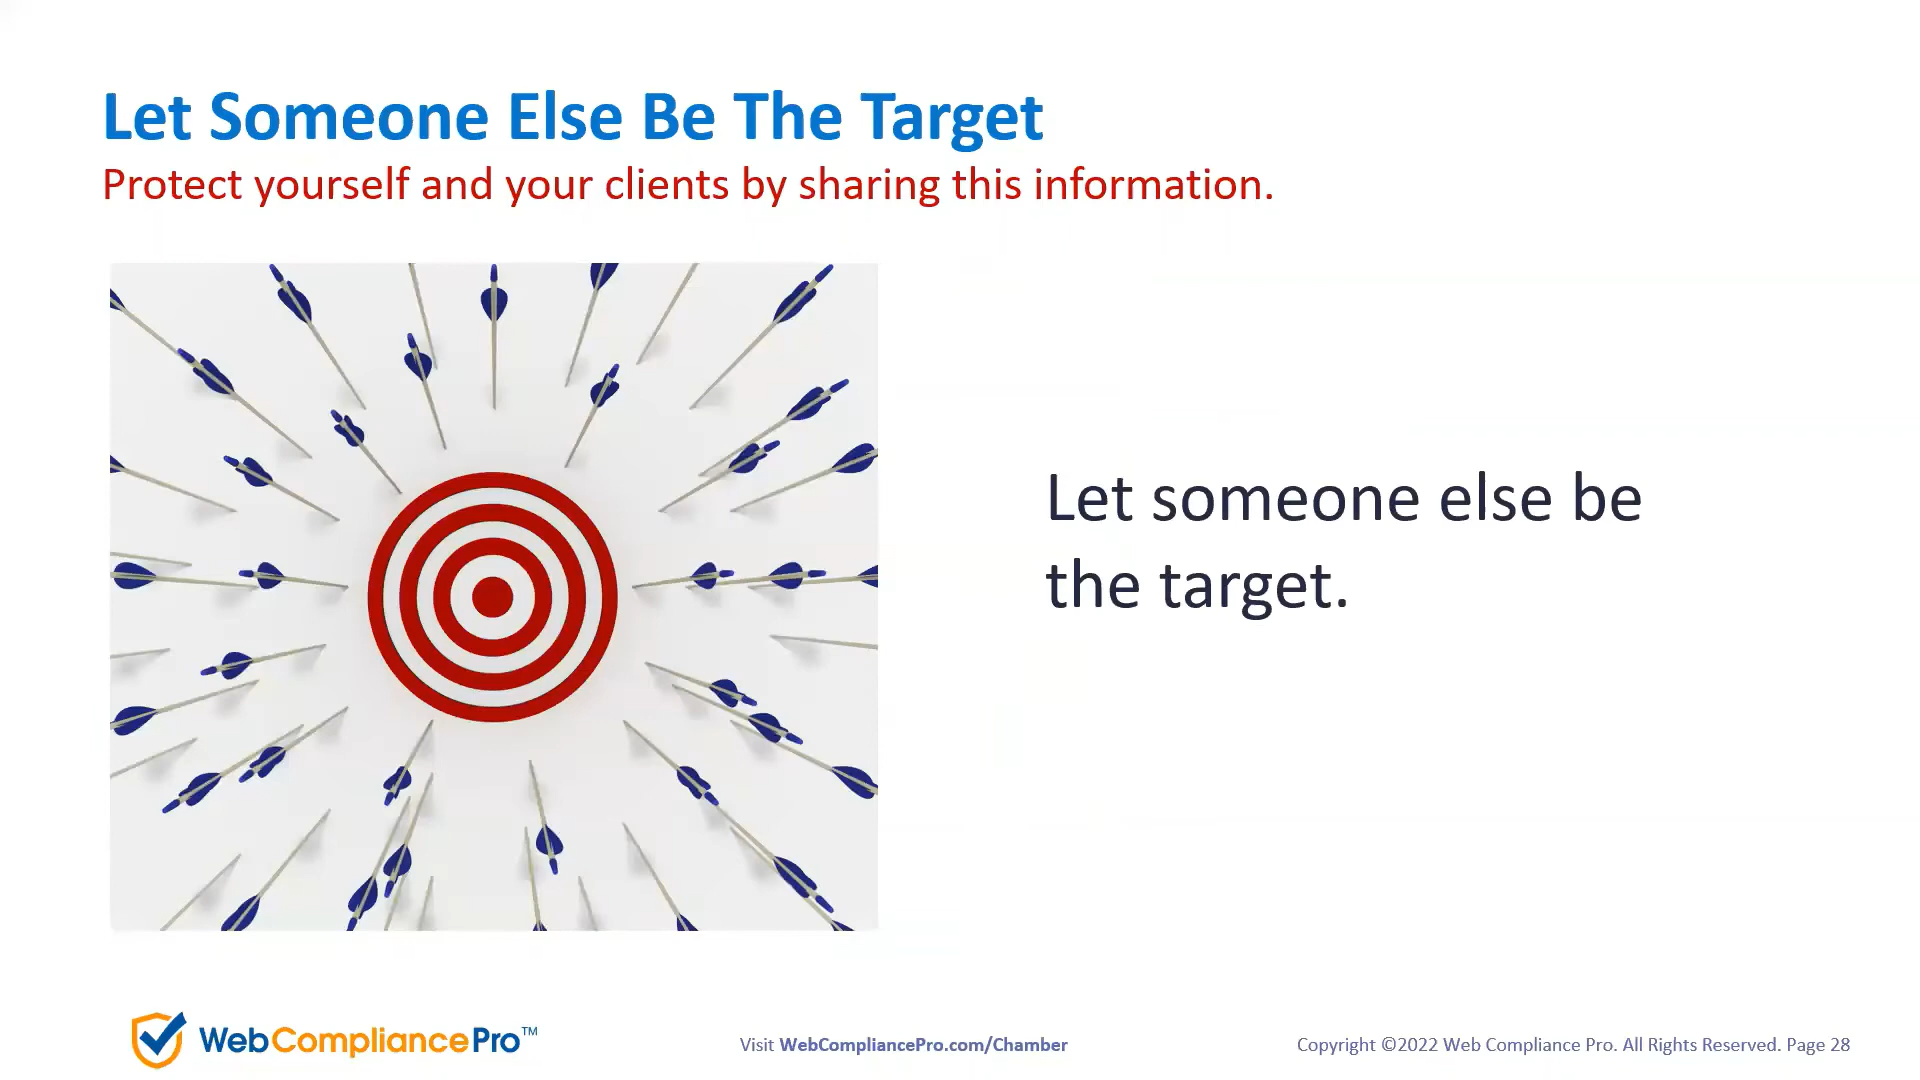 Let Someone Else Be The Target
Protect yourself and your clients by sharing this information.
Let someone else be
the target.
WebCompliancePro™
Visit WebCompliancePro.com/Chamber
Copyright ©2022 Web Compliance Pro. All Rights Reserved. Page 28